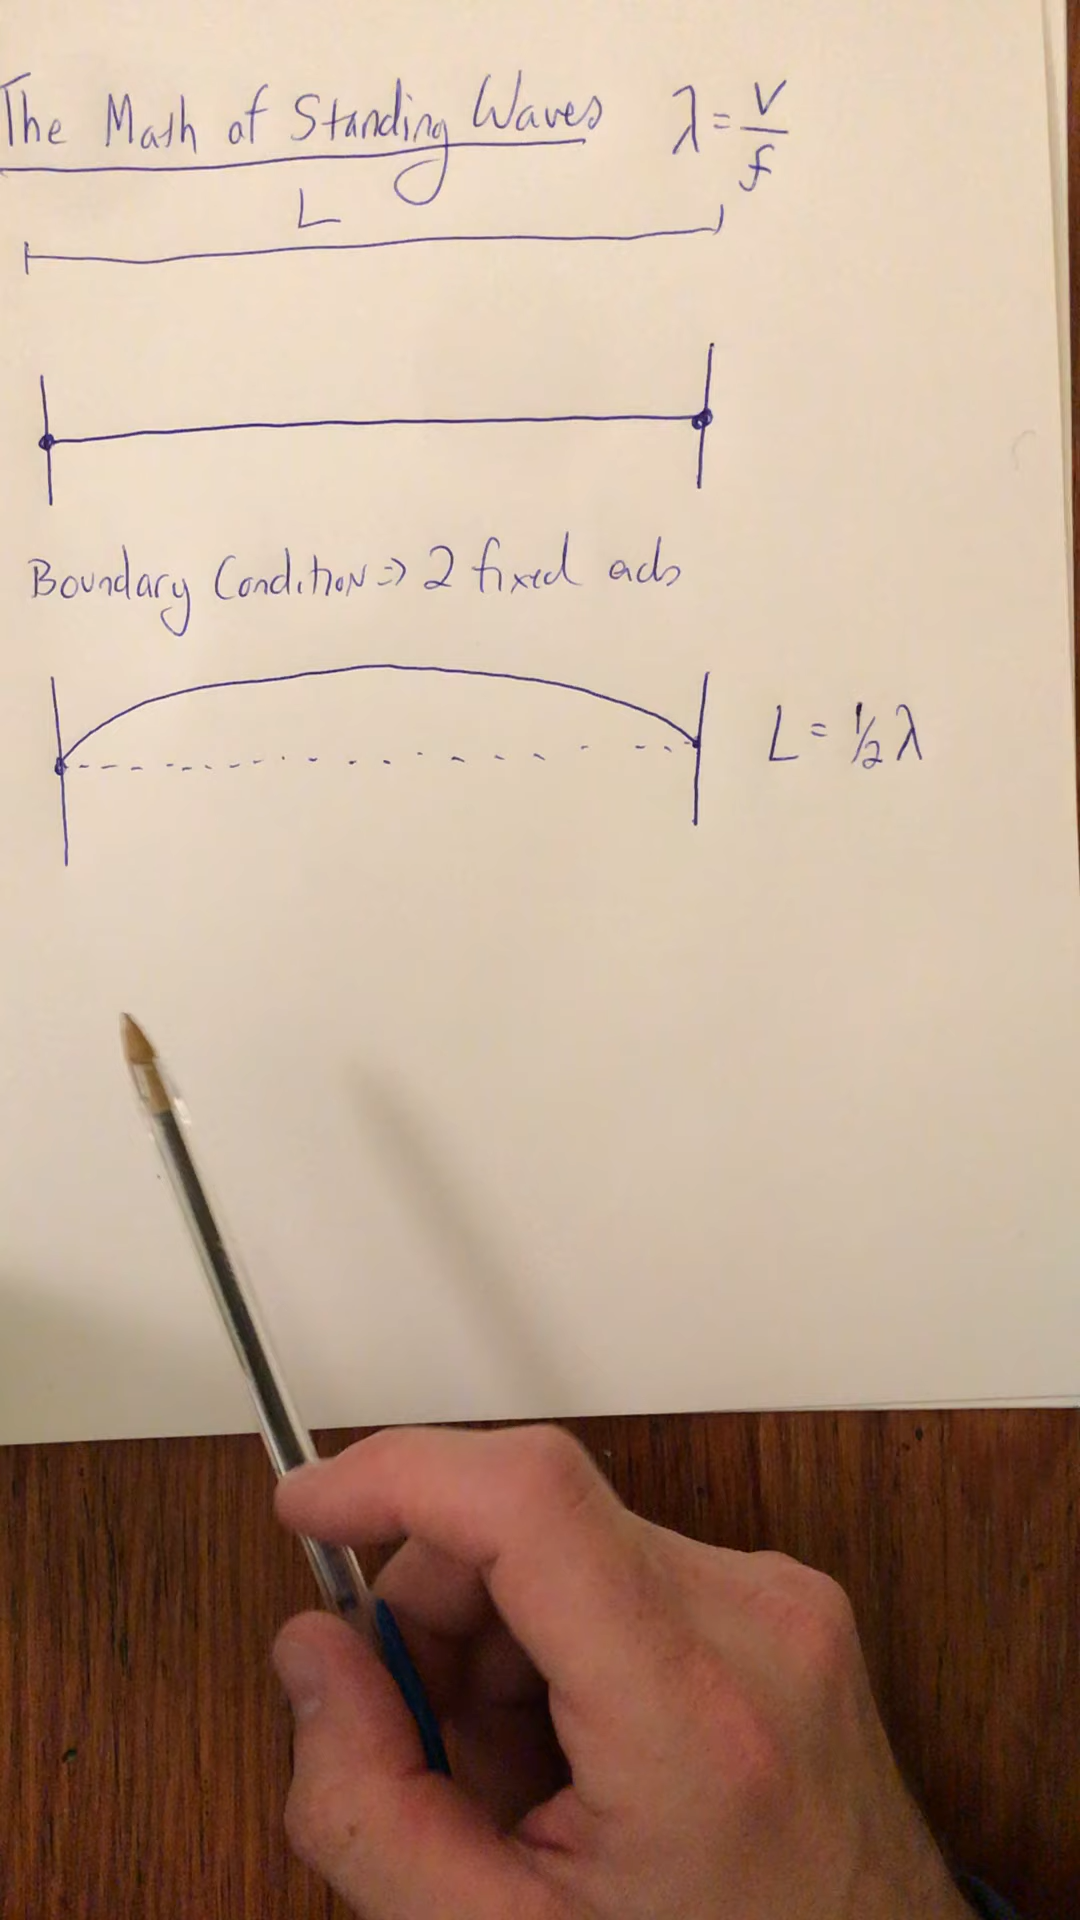 The Math of Standing Waves λ = v/f
L
Boundary Condition => 2 fixed ends
L = 1/2 λ